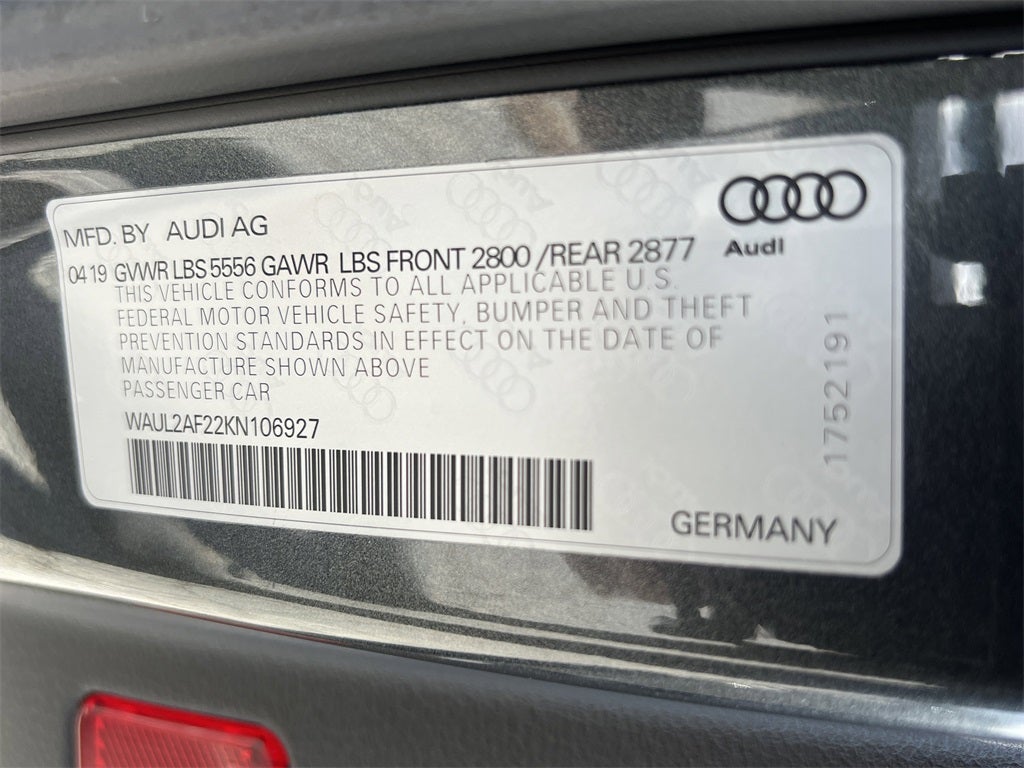 MFD. BY AUDI AG
Audi
04 19 GVWR LBS 5556 GAWR LBS FRONT 2800 /REAR 2877
THIS VEHICLE CONFORMS TO ALL APPLICABLE U.S.
FEDERAL MOTOR VEHICLE SAFETY, BUMPER AND THEFT
PREVENTION STANDARDS IN EFFECT ON THE DATE OF
MANUFACTURE SHOWN ABOVE
PASSENGER CAR
WAUL2AF22KN106927
GERMANY
1752191